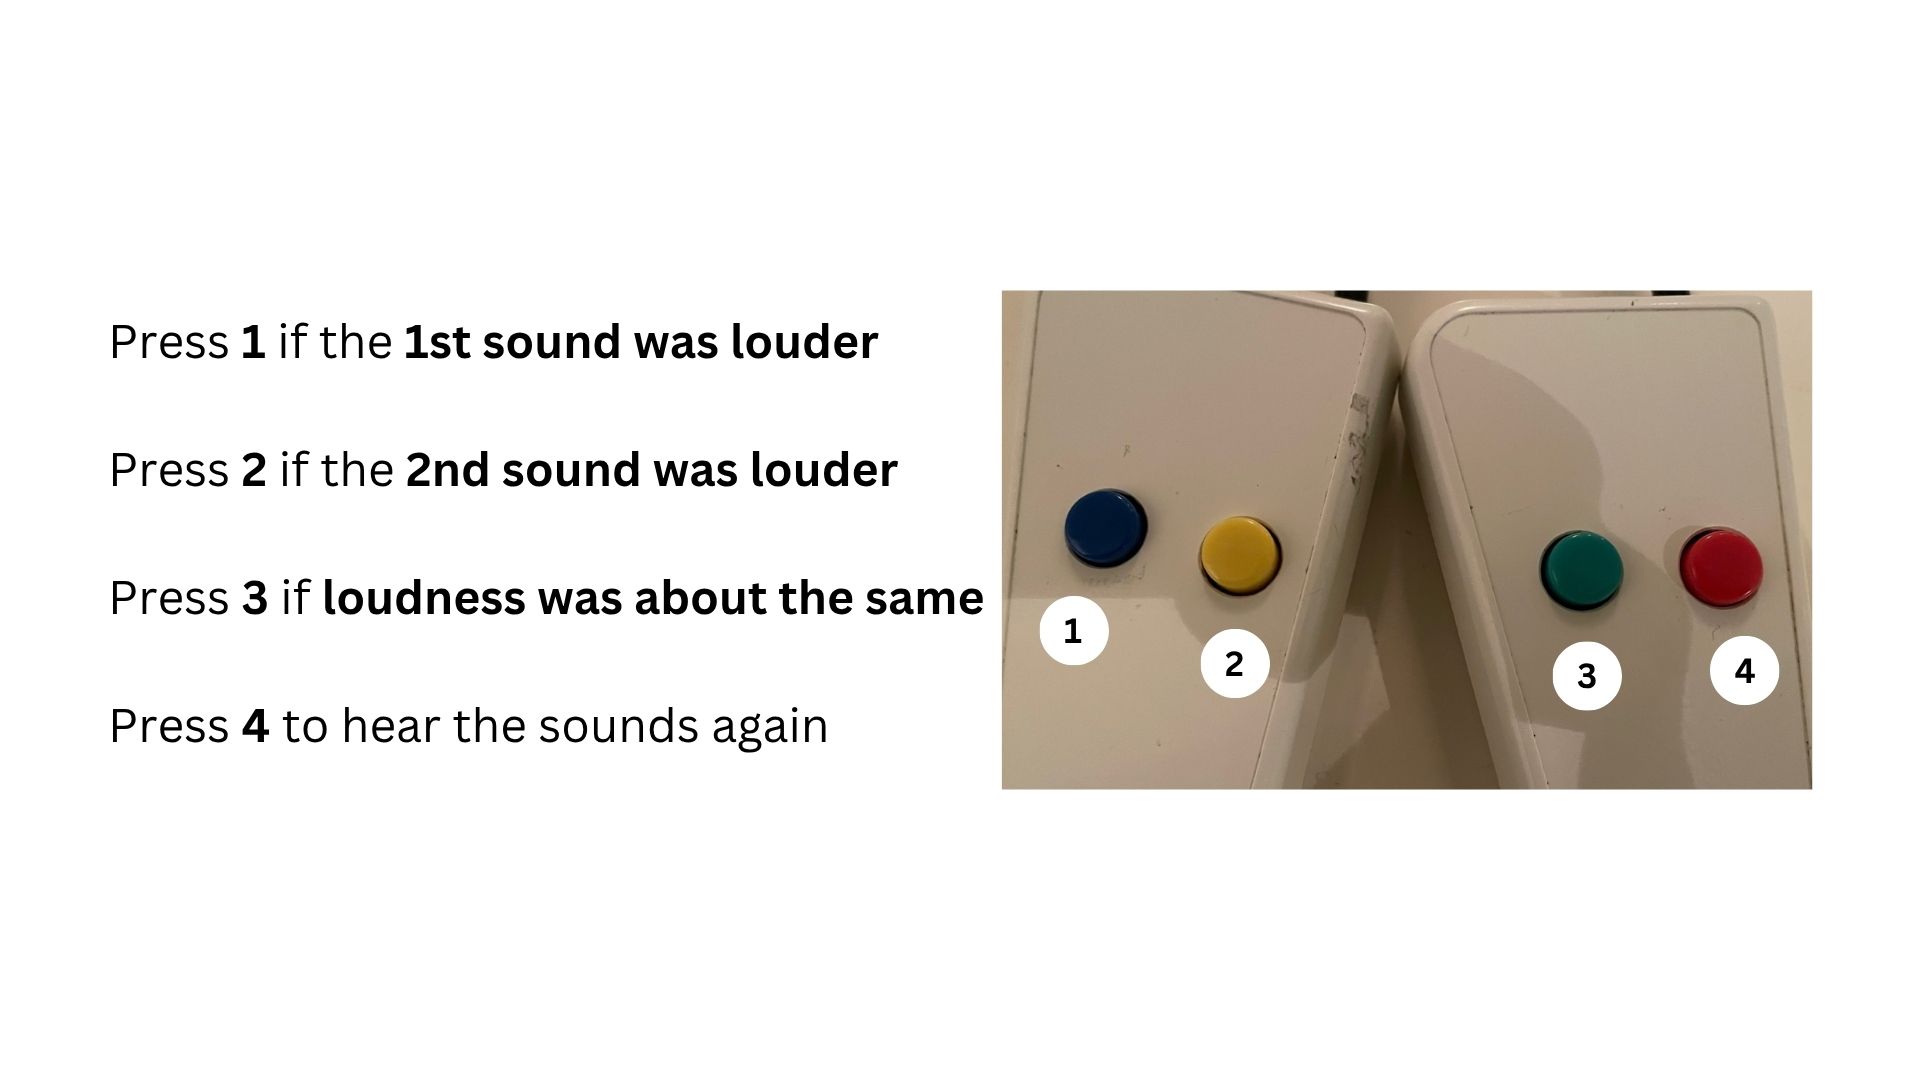 Press 1 if the 1st sound was louder
Press 2 if the 2nd sound was louder
Press 3 if loudness was about the same
Press 4 to hear the sounds again
1
2
3
4